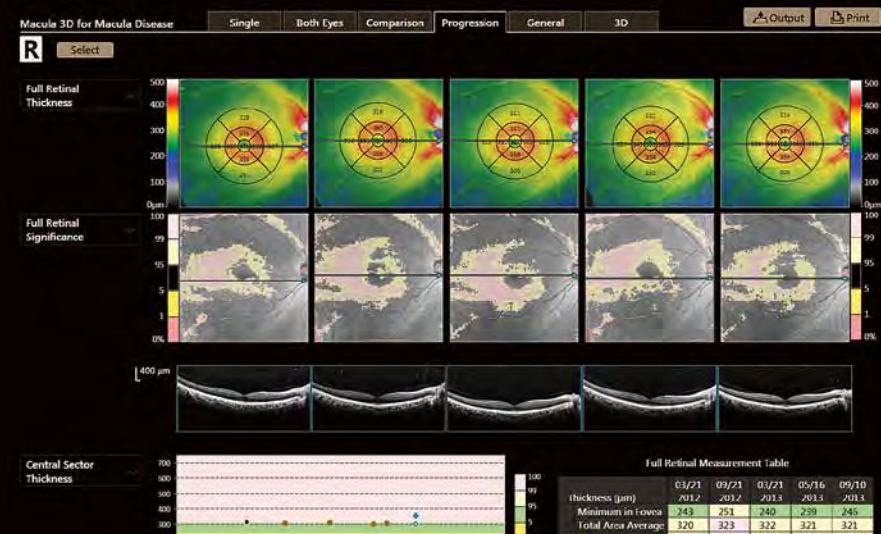 Macula 3D for Macula Disease
Single
Both Eyes
Comparison
Progression
General
3D
Output
Print
R
Select
Full Retinal
Thickness
500
400
300
200
100
0µm
500
400
300
200
100
0µm
Full Retinal
Significance
100
99
95
5
1
0%
100
99
95
5
1
0%
400 µm
Central Sector
Thickness
700
600
500
400
300
100
99
95
5
Full Retinal Measurement Table
Thickness (µm)
03/21 2012
09/21 2012
03/21 2013
05/16 2013
09/10 2013
Minimum in Fovea 243 251 240 239 246
Total Area Average 320 323 322 321 321